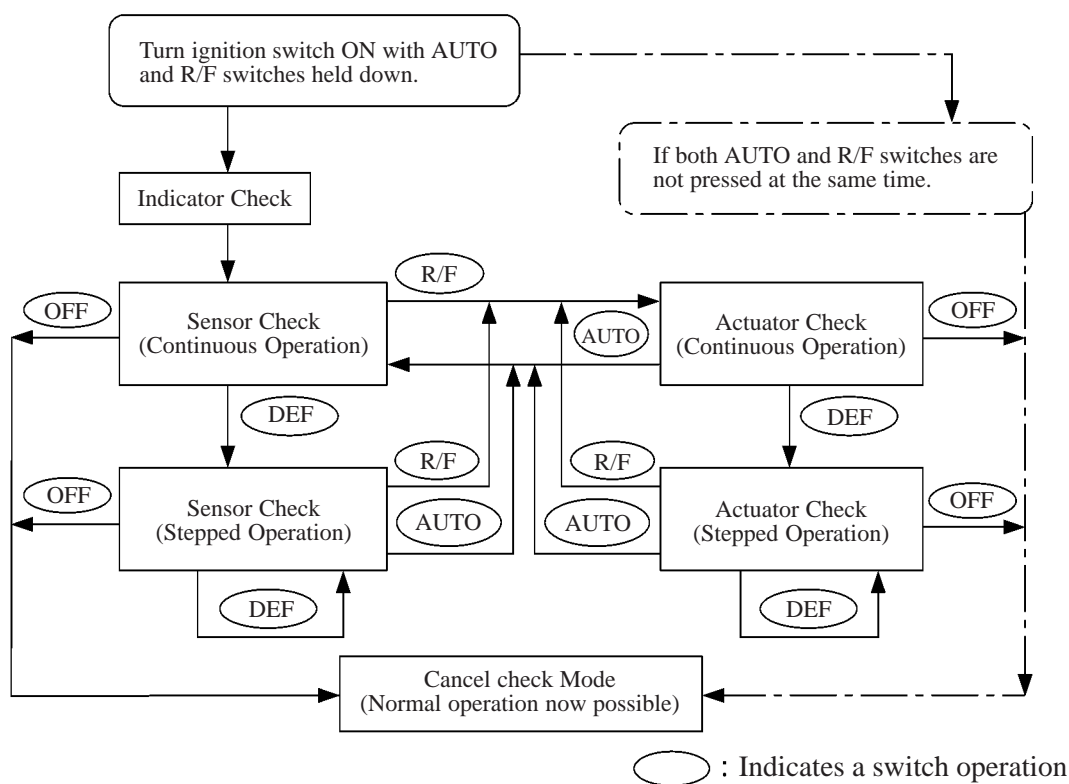 Turn ignition switch ON with AUTO
and R/F switches held down.
If both AUTO and R/F switches are
not pressed at the same time.
Indicator Check
R/F
OFF
Sensor Check
(Continuous Operation)
AUTO
Actuator Check
(Continuous Operation)
OFF
DEF
DEF
OFF
Sensor Check
(Stepped Operation)
R/F
AUTO
R/F
AUTO
Actuator Check
(Stepped Operation)
OFF
DEF
DEF
Cancel check Mode
(Normal operation now possible)
: Indicates a switch operation